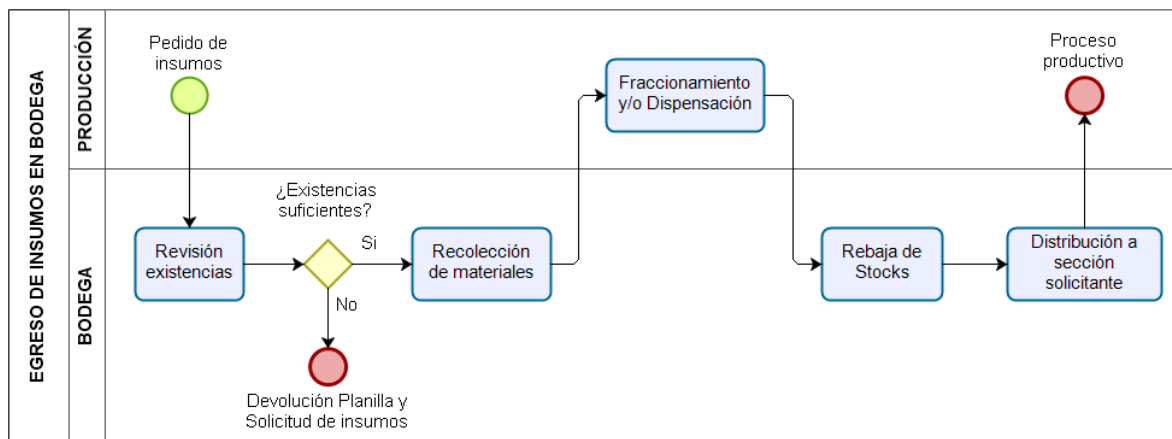 EGRESO DE INSUMOS EN BODEGA
PRODUCCIÓN
Pedido de
insumos
Fraccionamiento
y/o Dispensación
Proceso
productivo
BODEGA
Revisión
existencias
¿Existencias
suficientes?
Si
No
Devolución Planilla y
Solicitud de insumos
Recolección
de materiales
Rebaja de
Stocks
Distribución a
sección
solicitante